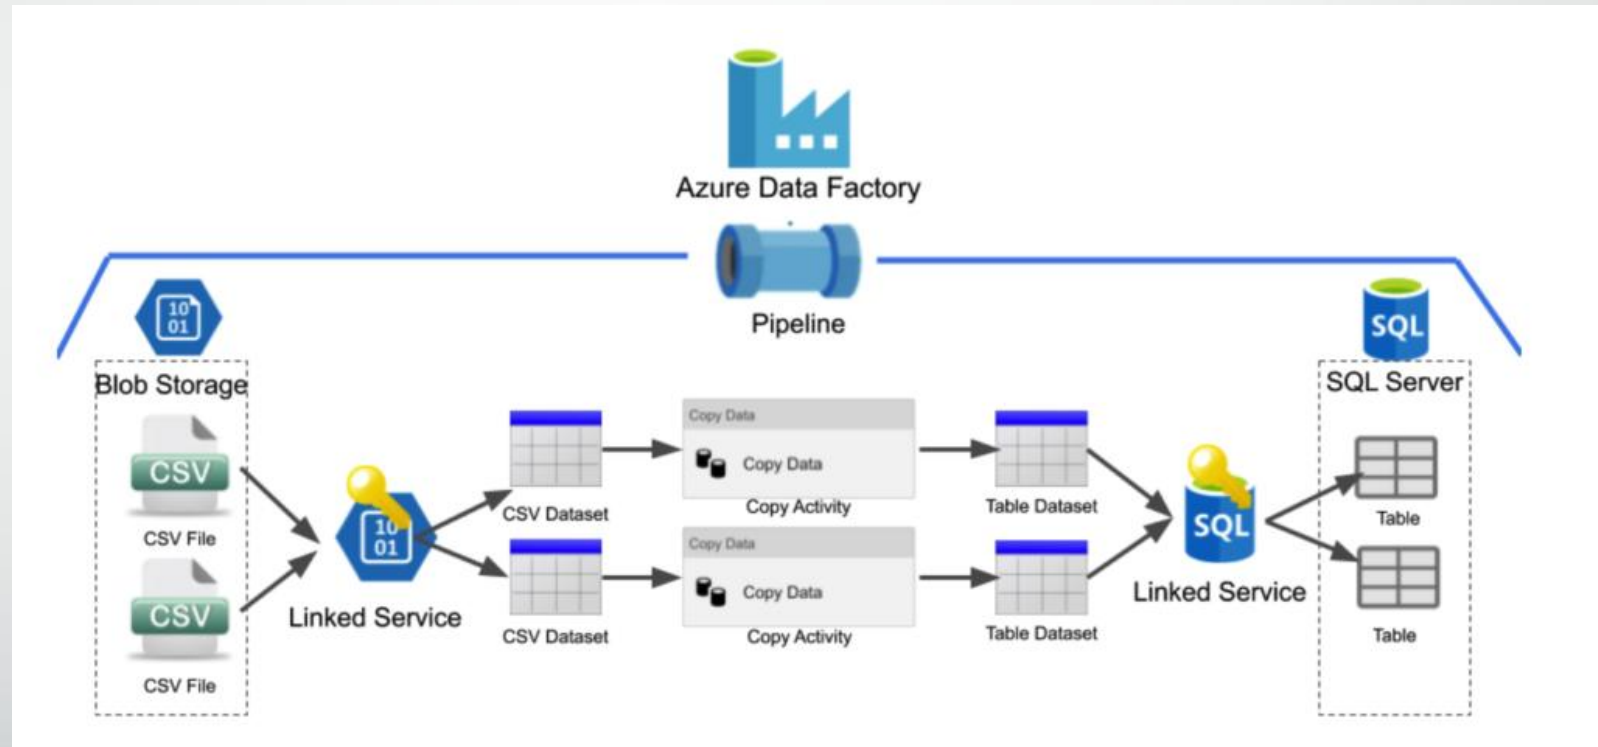 Azure Data Factory
Pipeline
10
01
Blob Storage
CSV
CSV File
CSV
CSV File
10
01
Linked Service
CSV Dataset
CSV Dataset
Copy Data
Copy Data
Copy Activity
Copy Data
Copy Data
Copy Activity
Table Dataset
Table Dataset
SQL
Linked Service
SQL
SQL Server
Table
Table